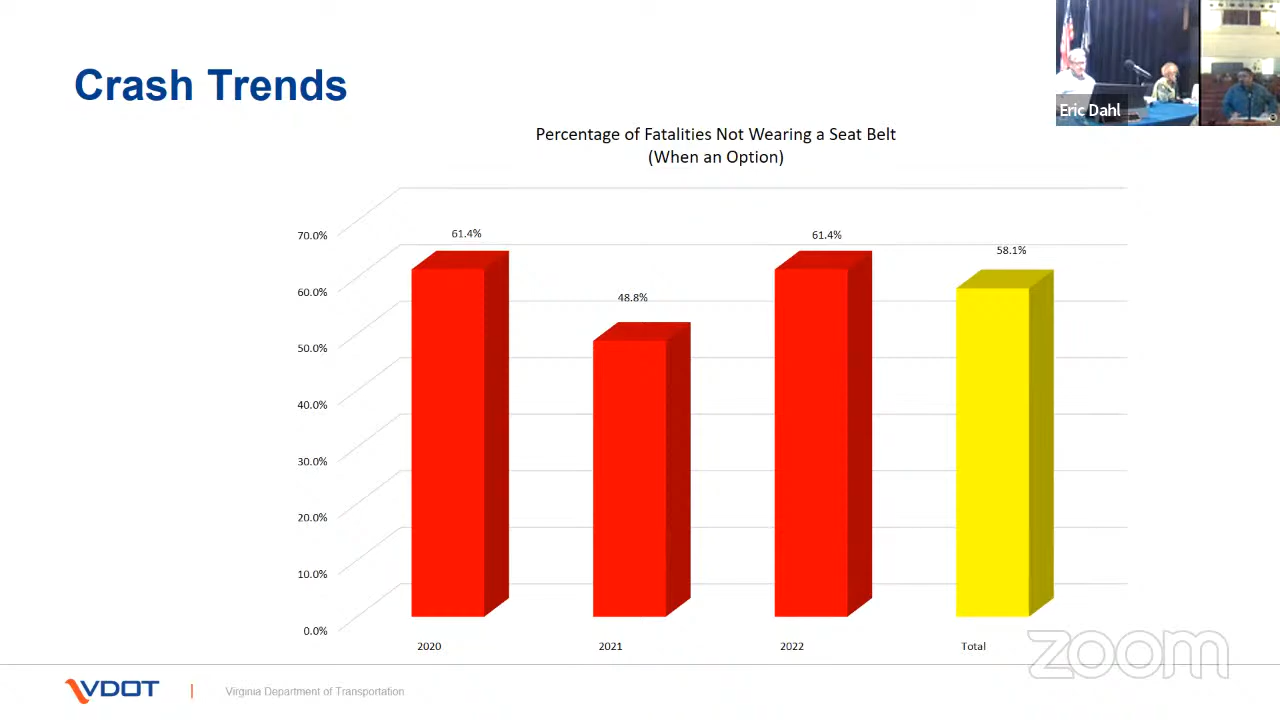 Crash Trends
Eric Dahl
Percentage of Fatalities Not Wearing a Seat Belt
(When an Option)
70.0%
60.0%
50.0%
40.0%
30.0%
20.0%
10.0%
0.0%
61.4%
48.8%
61.4%
58.1%
2020
2021
2022
Total
zoom
VDOT
Virginia Department of Transportation